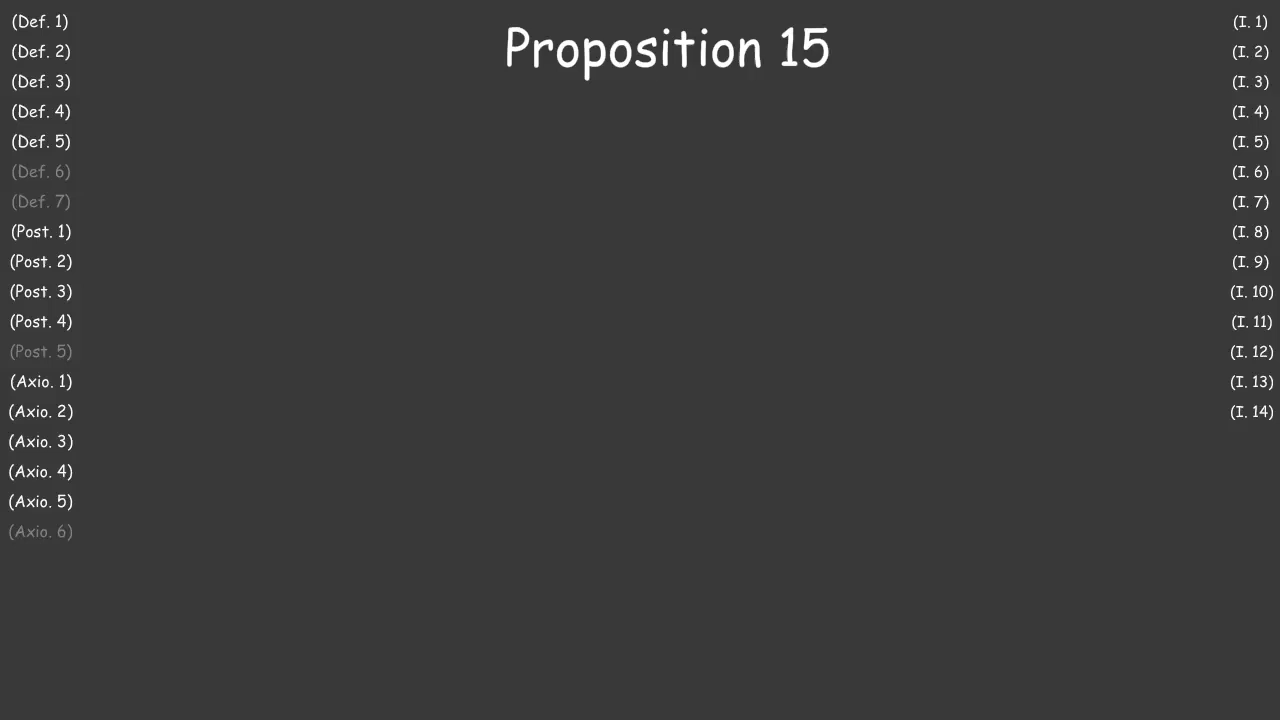 Proposition 15
(Def. 1)
(Def. 2)
(Def. 3)
(Def. 4)
(Def. 5)
(Def. 6)
(Def. 7)
(Post. 1)
(Post. 2)
(Post. 3)
(Post. 4)
(Post. 5)
(Axio. 1)
(Axio. 2)
(Axio. 3)
(Axio. 4)
(Axio. 5)
(Axio. 6)
(I. 1)
(I. 2)
(I. 3)
(I. 4)
(I. 5)
(I. 6)
(I. 7)
(I. 8)
(I. 9)
(I. 10)
(I. 11)
(I. 12)
(I. 13)
(I. 14)